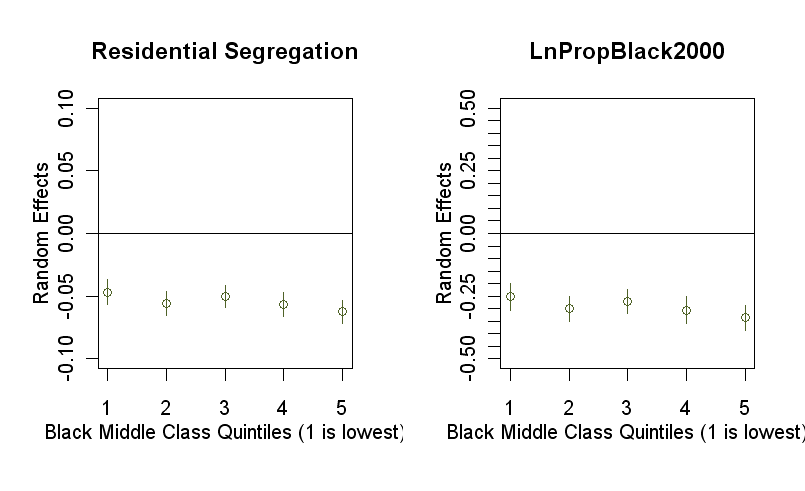 Residential Segregation
Random Effects
0.10
0.05
0.00
-0.05
-0.10
1 2 3 4 5
Black Middle Class Quintiles (1 is lowest)
LnPropBlack2000
Random Effects
0.50
0.25
0.00
-0.25
-0.50
1 2 3 4 5
Black Middle Class Quintiles (1 is lowest)